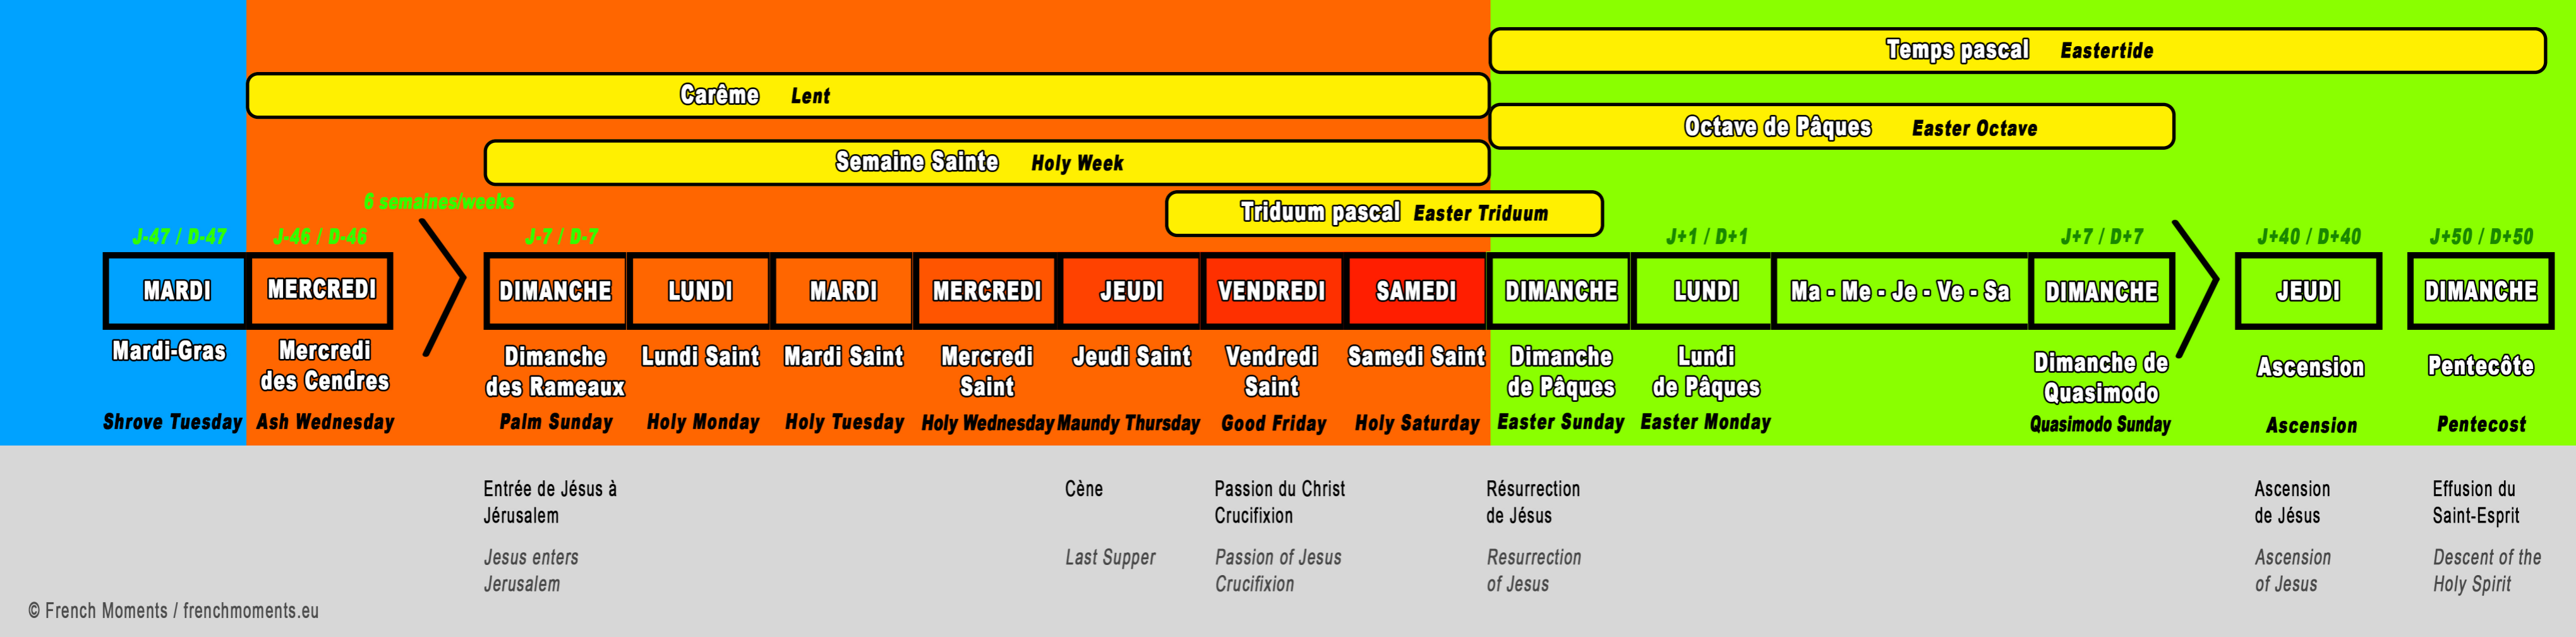 Temps pascal Eastertide
Carême Lent
Octave de Pâques Easter Octave
Semaine Sainte Holy Week
6 semaines/weeks
Triduum pascal Easter Triduum
J-47 / D-47 J-46 / D-46 J-7 / D-7 J+1 / D+1 J+7 / D+7 J+40 / D+40 J+50 / D+50
MARDI MERCREDI DIMANCHE LUNDI MARDI MERCREDI JEUDI VENDREDI SAMEDI DIMANCHE LUNDI Ma - Me - Je - Ve - Sa DIMANCHE JEUDI DIMANCHE
Mardi-Gras
Mercredi
des Cendres
Dimanche
des Rameaux
Lundi Saint
Mardi Saint
Mercredi
Saint
Jeudi Saint
Vendredi
Saint
Samedi Saint
Dimanche
de Pâques
Lundi
de Pâques
Dimanche de
Quasimodo
Ascension
Pentecôte
Shrove Tuesday Ash Wednesday Palm Sunday Holy Monday Holy Tuesday Holy Wednesday Maundy Thursday Good Friday Holy Saturday Easter Sunday Easter Monday Quasimodo Sunday Ascension Pentecost
Entrée de Jésus à
Jérusalem
Jesus enters
Jerusalem
Cène
Last Supper
Passion du Christ
Crucifixion
Passion of Jesus
Crucifixion
Résurrection
de Jésus
Resurrection
of Jesus
Ascension
de Jésus
Ascension
of Jesus
Effusion du
Saint-Esprit
Descent of the
Holy Spirit
© French Moments / frenchmoments.eu